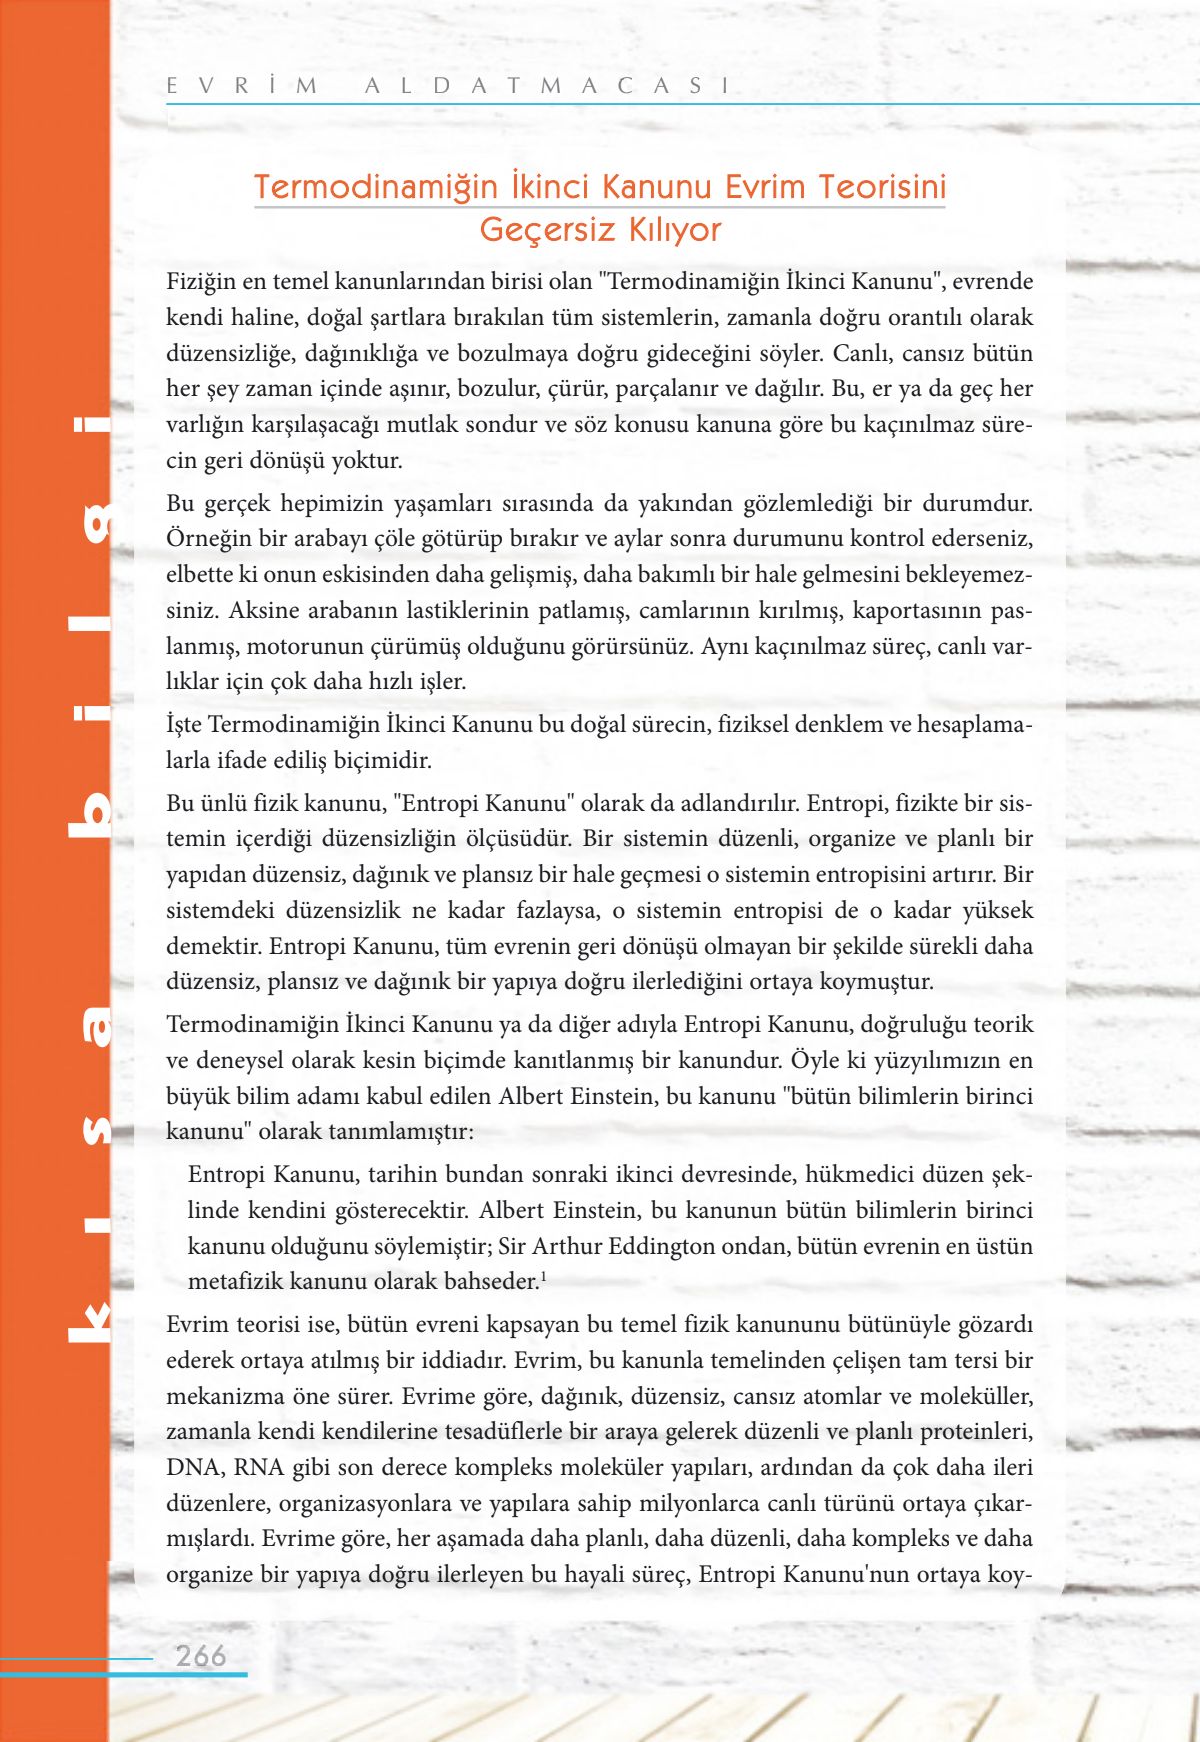 EVRİM ALDATMACASI
Termodinamiğin İkinci Kanunu Evrim Teorisini
Geçersiz Kılıyor
Fiziğin en temel kanunlarından birisi olan "Termodinamiğin İkinci Kanunu", evrende
kendi haline, doğal şartlara bırakılan tüm sistemlerin, zamanla doğru orantılı olarak
düzensizliğe, dağınıklığa ve bozulmaya doğru gideceğini söyler. Canlı, cansız bütün
her şey zaman içinde aşınır, bozulur, çürür, parçalanır ve dağılır. Bu, er ya da geç her
varlığın karşılaşacağı mutlak sondur ve söz konusu kanuna göre bu kaçınılmaz süre-
cin geri dönüşü yoktur.
Bu gerçek hepimizin yaşamları sırasında da yakından gözlemlediği bir durumdur.
Örneğin bir arabayı çöle götürüp bırakır ve aylar sonra durumunu kontrol ederseniz,
elbette ki onun eskisinden daha gelişmiş, daha bakımlı bir hale gelmesini bekleyemez-
siniz. Aksine arabanın lastiklerinin patlamış, camlarının kırılmış, kaportasının pas-
lanmış, motorunun çürümüş olduğunu görürsünüz. Aynı kaçınılmaz süreç, canlı var-
lıklar için çok daha hızlı işler.
İşte Termodinamiğin İkinci Kanunu bu doğal sürecin, fiziksel denklem ve hesaplama-
larla ifade ediliş biçimidir.
Bu ünlü fizik kanunu, "Entropi Kanunu" olarak da adlandırılır. Entropi, fizikte bir sis-
temin içerdiği düzensizliğin ölçüsüdür. Bir sistemin düzenli, organize ve planlı bir
yapıdan düzensiz, dağınık ve plansız bir hale geçmesi o sistemin entropisini artırır. Bir
sistemdeki düzensizlik ne kadar fazlaysa, o sistemin entropisi de o kadar yüksek
demektir. Entropi Kanunu, tüm evrenin geri dönüşü olmayan bir şekilde sürekli daha
düzensiz, plansız ve dağınık bir yapıya doğru ilerlediğini ortaya koymuştur.
Termodinamiğin İkinci Kanunu ya da diğer adıyla Entropi Kanunu, doğruluğu teorik
ve deneysel olarak kesin biçimde kanıtlanmış bir kanundur. Öyle ki yüzyılımızın en
büyük bilim adamı kabul edilen Albert Einstein, bu kanunu "bütün bilimlerin birinci
kanunu" olarak tanımlamıştır:
Entropi Kanunu, tarihin bundan sonraki ikinci devresinde, hükmedici düzen şek-
linde kendini gösterecektir. Albert Einstein, bu kanunun bütün bilimlerin birinci
kanunu olduğunu söylemiştir; Sir Arthur Eddington ondan, bütün evrenin en üstün
metafizik kanunu olarak bahseder.¹
Evrim teorisi ise, bütün evreni kapsayan bu temel fizik kanununu bütünüyle gözardı
ederek ortaya atılmış bir iddiadır. Evrim, bu kanunla temelinden çelişen tam tersi bir
mekanizma öne sürer. Evrime göre, dağınık, düzensiz, cansız atomlar ve moleküller,
zamanla kendi kendilerine tesadüflerle bir araya gelerek düzenli ve planlı proteinleri,
DNA, RNA gibi son derece kompleks moleküler yapıları, ardından da çok daha ileri
düzenlere, organizasyonlara ve yapılara sahip milyonlarca canlı türünü ortaya çıkar-
mışlardı. Evrime göre, her aşamada daha planlı, daha düzenli, daha kompleks ve daha
organize bir yapıya doğru ilerleyen bu hayali süreç, Entropi Kanunu'nun ortaya koy-
kısa bilgi
266